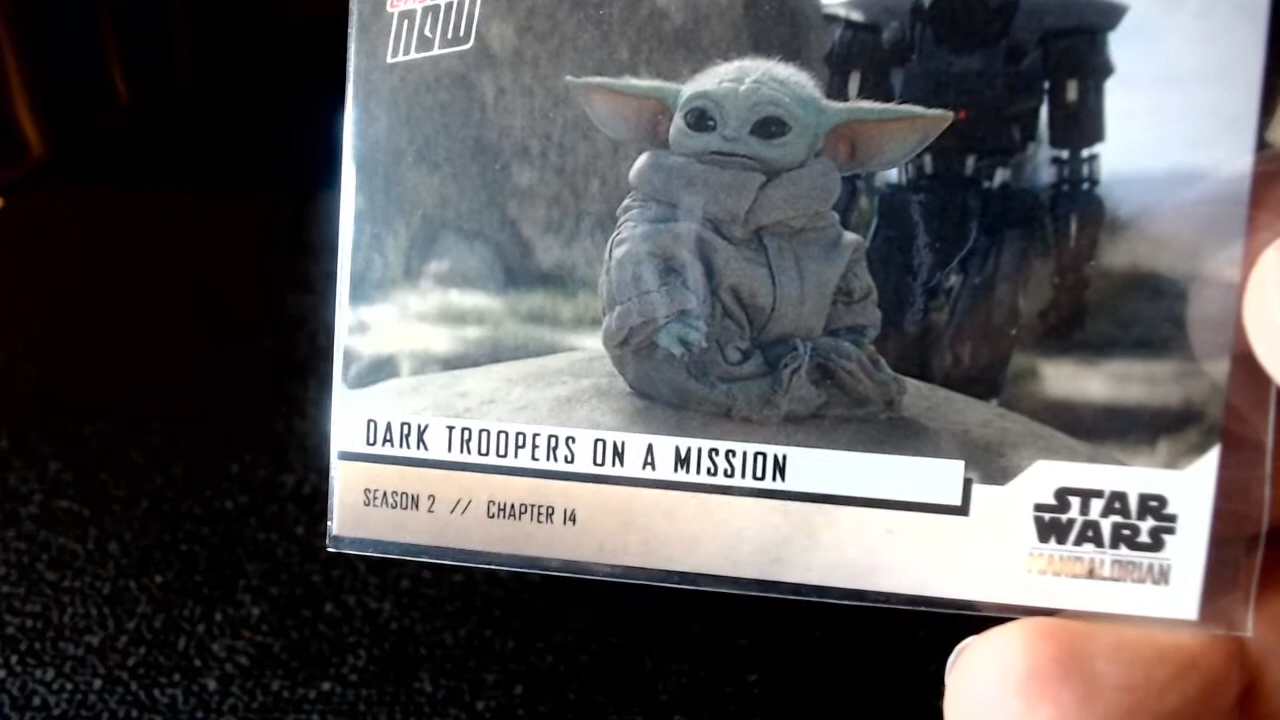 NOW
DARK TROOPERS ON A MISSION
SEASON 2 // CHAPTER 14
STAR
WARS
MANDALORIAN